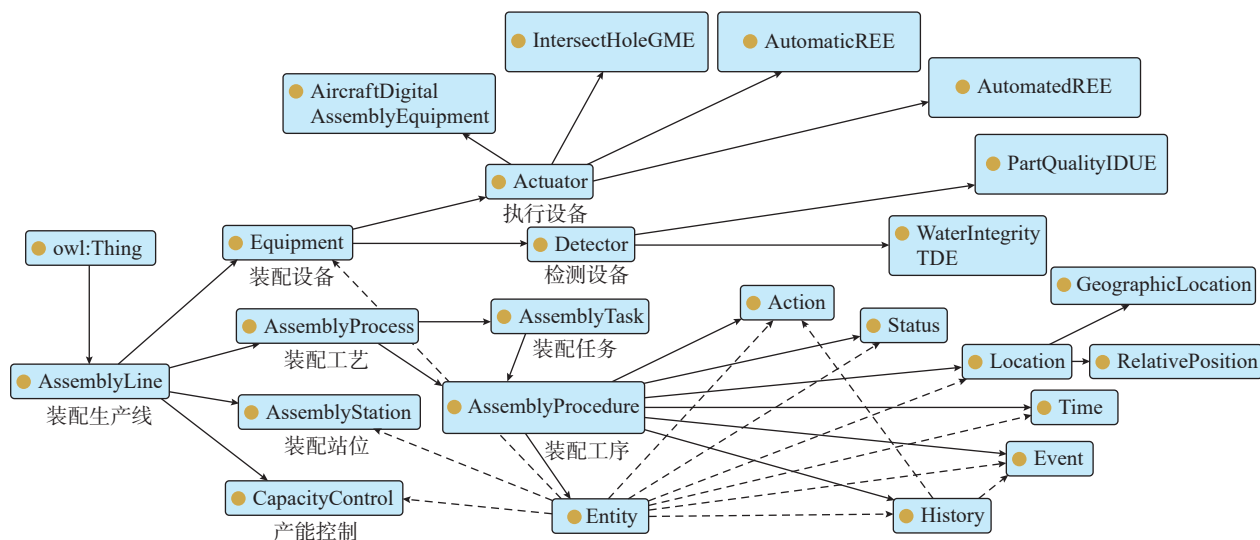 IntersectHoleGME
AutomaticREE
AircraftDigital
AssemblyEquipment
AutomatedREE
Actuator
执行设备
PartQualityIDUE
owl:Thing
Equipment
装配设备
Detector
检测设备
WaterIntegrity
TDE
GeographicLocation
Action
AssemblyProcess
装配工艺
AssemblyTask
装配任务
Status
AssemblyLine
装配生产线
Location
RelativePosition
AssemblyStation
装配站位
AssemblyProcedure
装配工序
Time
Event
CapacityControl
产能控制
Entity
History